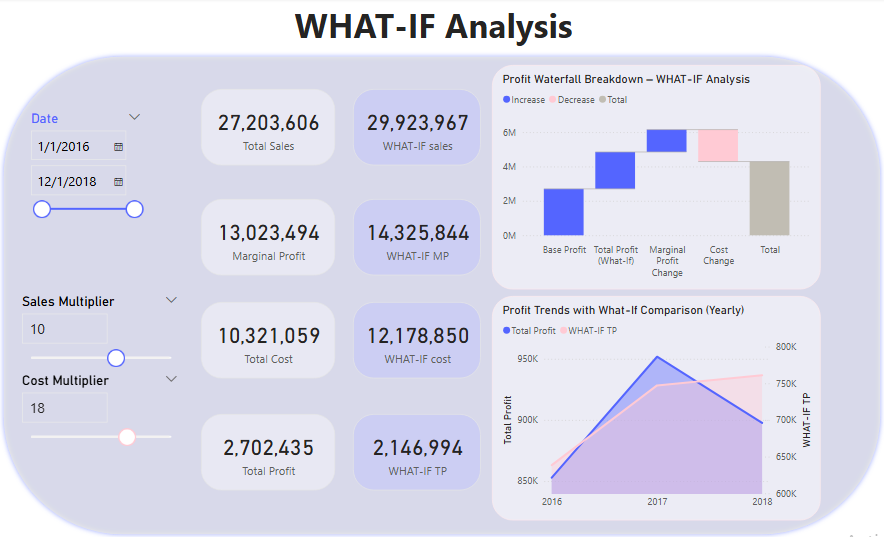 WHAT-IF Analysis
Date
1/1/2016
12/1/2018
Sales Multiplier
10
Cost Multiplier
18
27,203,606
Total Sales
29,923,967
WHAT-IF sales
13,023,494
Marginal Profit
14,325,844
WHAT-IF MP
10,321,059
Total Cost
12,178,850
WHAT-IF cost
2,702,435
Total Profit
2,146,994
WHAT-IF TP
Profit Waterfall Breakdown – WHAT-IF Analysis
Increase Decrease Total
6M
4M
2M
0M
Base Profit
Total Profit
(What-If)
Marginal
Profit
Change
Cost
Change
Total
Profit Trends with What-If Comparison (Yearly)
Total Profit WHAT-IF TP
Total Profit
950K
900K
850K
2016
2017
2018
800K
750K
700K
650K
600K
WHAT-IF TP